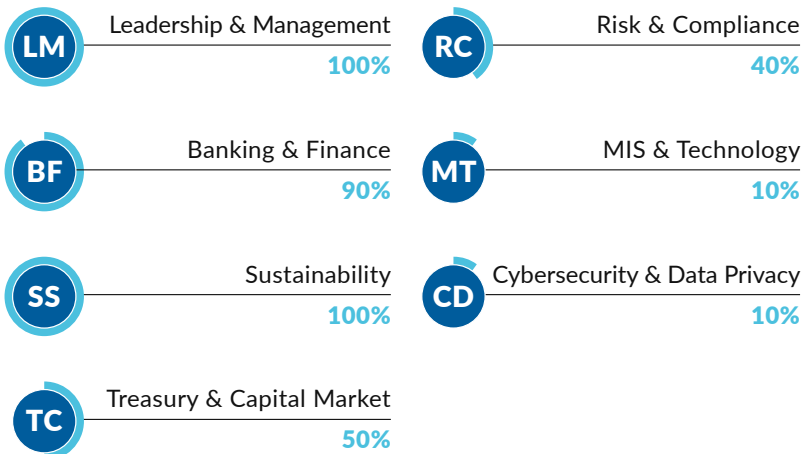 LM
Leadership & Management
100%
BF
Banking & Finance
90%
SS
Sustainability
100%
TC
Treasury & Capital Market
50%
RC
Risk & Compliance
40%
MT
MIS & Technology
10%
CD
Cybersecurity & Data Privacy
10%